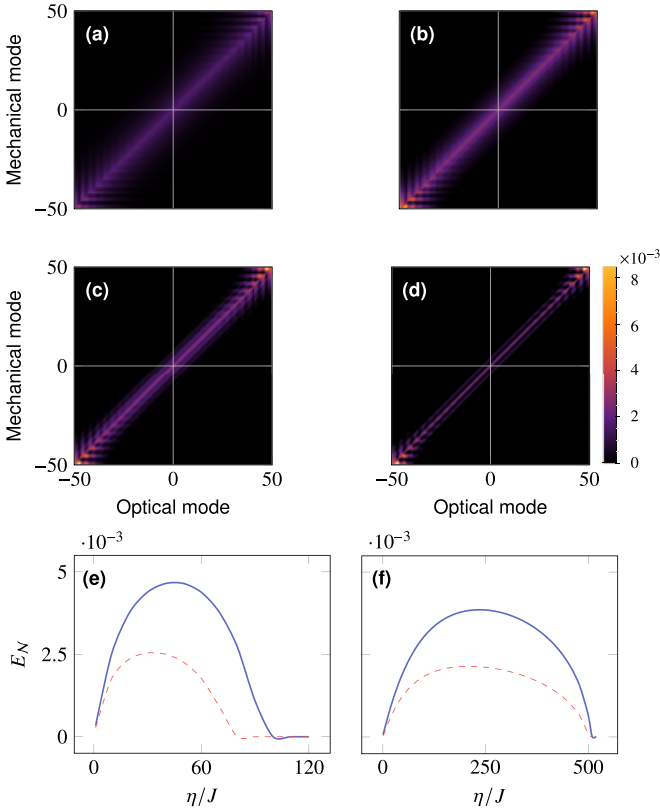 50
(a)
(b)
Mechanical mode
0
−50
50
(c)
(d)
×10⁻³
8
6
4
2
0
Mechanical mode
0
−50
−50 0 50
−50 0 50
Optical mode
Optical mode
·10⁻³
·10⁻³
5
(e)
(f)
E_N
2.5
0
0 60 120
0 250 500
η/J
η/J